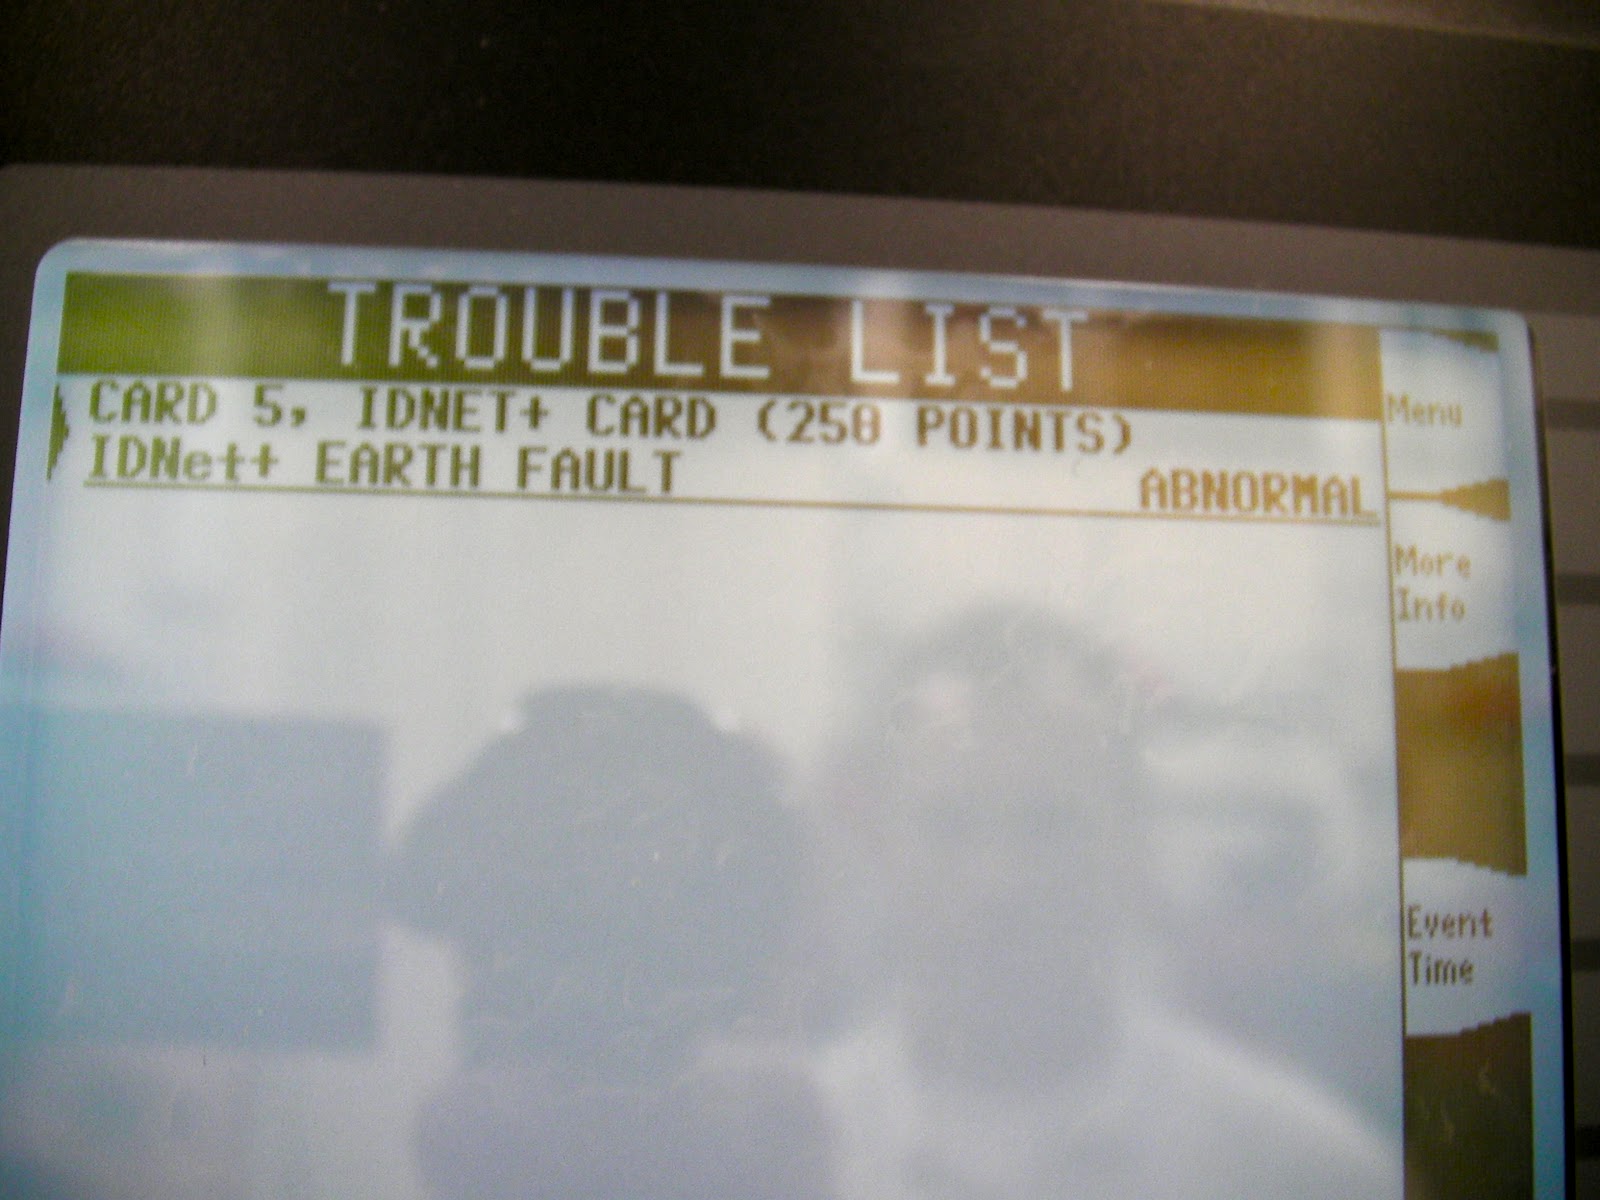 TROUBLE LIST
CARD 5, IDNET+ CARD (250 POINTS)
IDNet+ EARTH FAULT ABNORMAL
Menu
More
Info
Event
Time